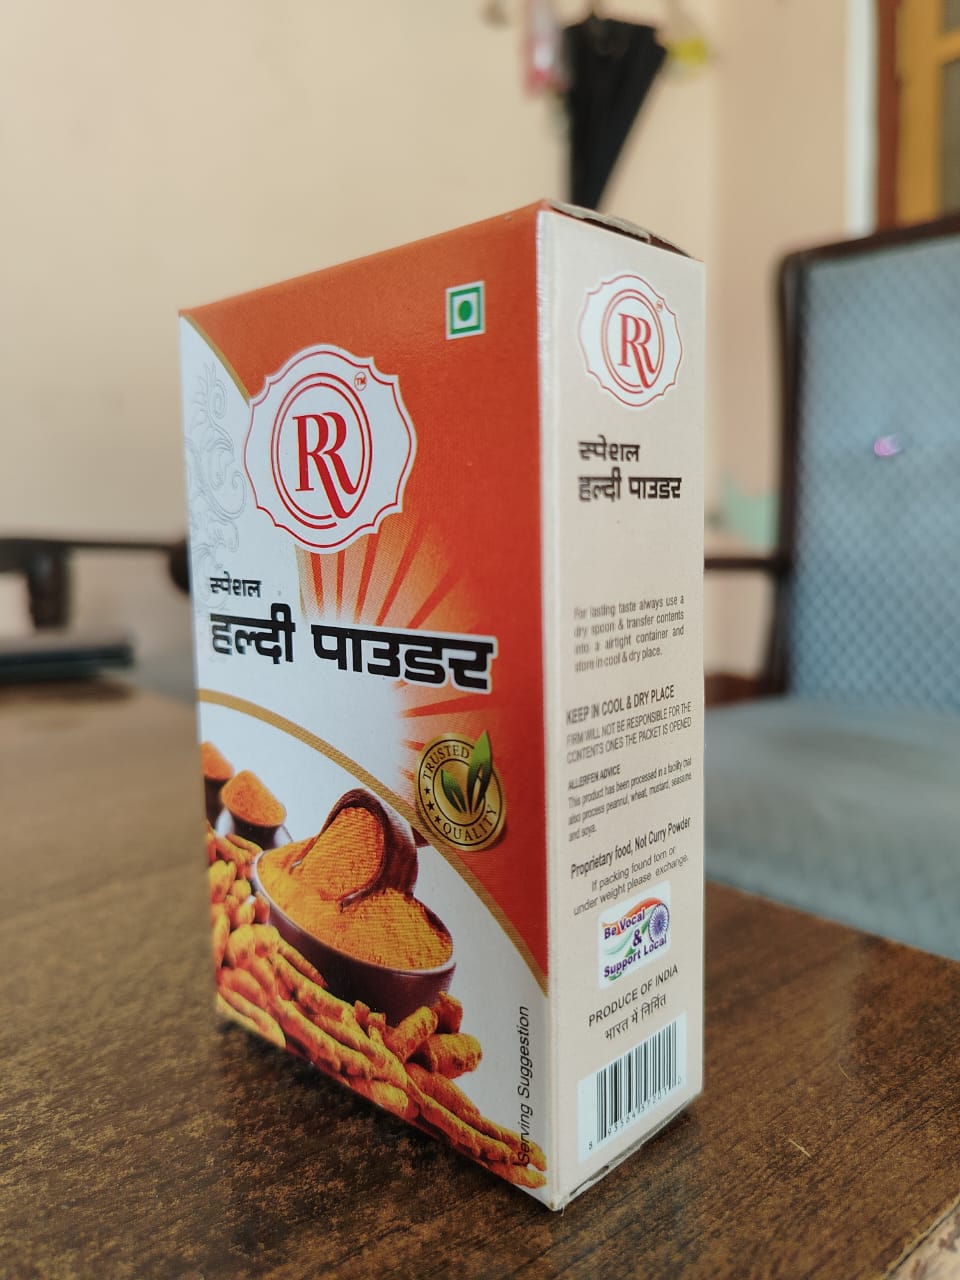 RR
TM
स्पेशल
हल्दी पाउडर
TRUSTED
QUALITY
Serving Suggestion
RR
स्पेशल
हल्दी पाउडर
For lasting taste always use a
dry spoon & transfer contents
into a airtight container and
store in cool & dry place.
KEEP IN COOL & DRY PLACE
FIRM WILL NOT BE RESPONSIBLE FOR THE
CONTENTS ONES THE PACKET IS OPENED
ALLERFEN ADVICE
This product has been processed in a facility that
also process peannul, wheat, mustard, seasame
and soya.
Proprietary food, Not Curry Powder
If packing found torn or
under weight please exchange.
Be Vocal
&
Support Local
PRODUCE OF INDIA
भारत में निर्मित